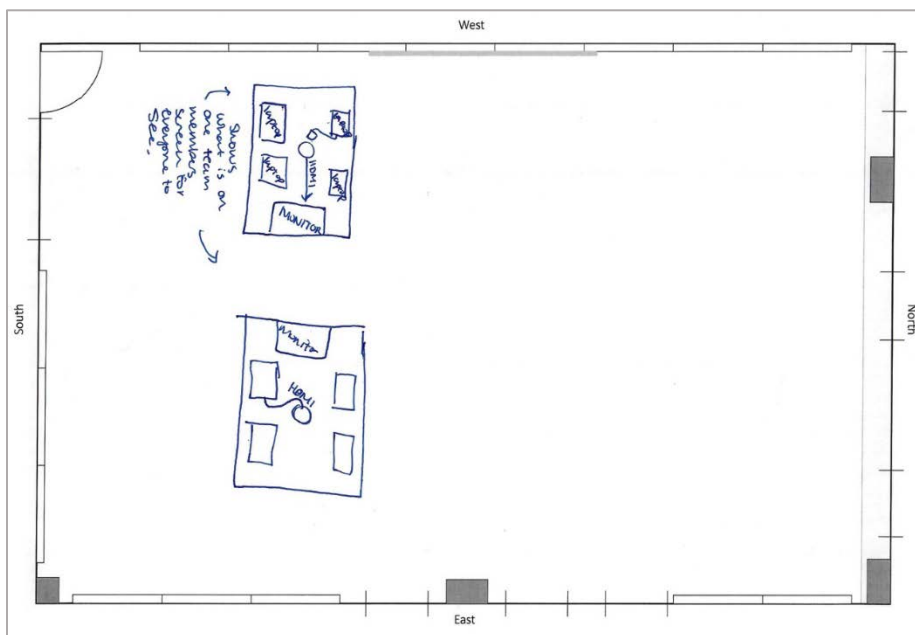 West
Shows
what is on
one team
members
screen for
everyone to
see.
laptop
laptop
laptop
laptop
HDMI
MONITOR
South
North
Monitor
HDMI
East